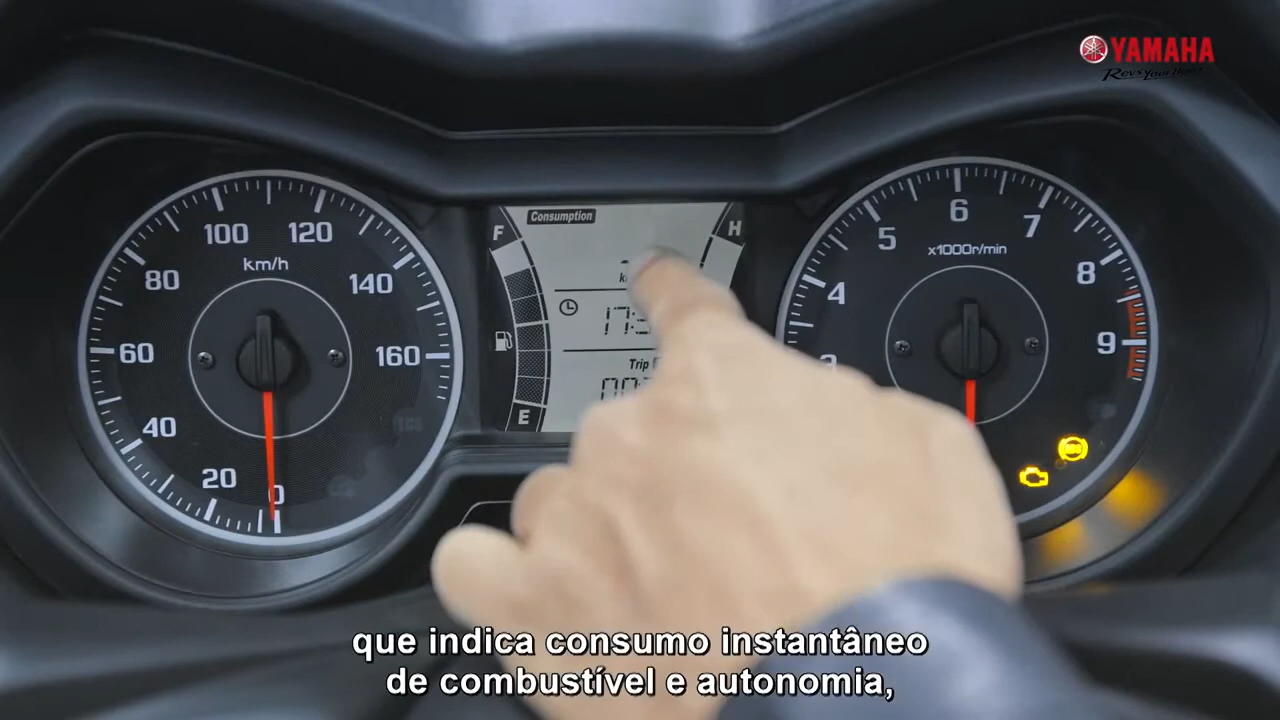 YAMAHA
Revs Your Heart
Consumption
F
H
km/h
0
20
40
60
80
100
120
140
160
Trip
E
x1000r/min
4
5
6
7
8
9
que indica consumo instantâneo
de combustível e autonomia,